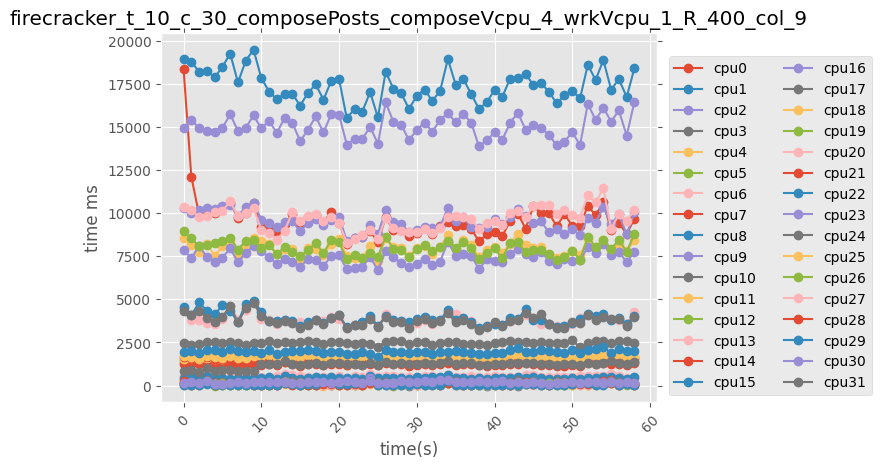 firecracker_t_10_c_30_composePosts_composeVcpu_4_wrkVcpu_1_R_400_col_9
20000
17500
15000
12500
10000
7500
5000
2500
0
time ms
0
10
20
30
40
50
60
time(s)
cpu0
cpu1
cpu2
cpu3
cpu4
cpu5
cpu6
cpu7
cpu8
cpu9
cpu10
cpu11
cpu12
cpu13
cpu14
cpu15
cpu16
cpu17
cpu18
cpu19
cpu20
cpu21
cpu22
cpu23
cpu24
cpu25
cpu26
cpu27
cpu28
cpu29
cpu30
cpu31